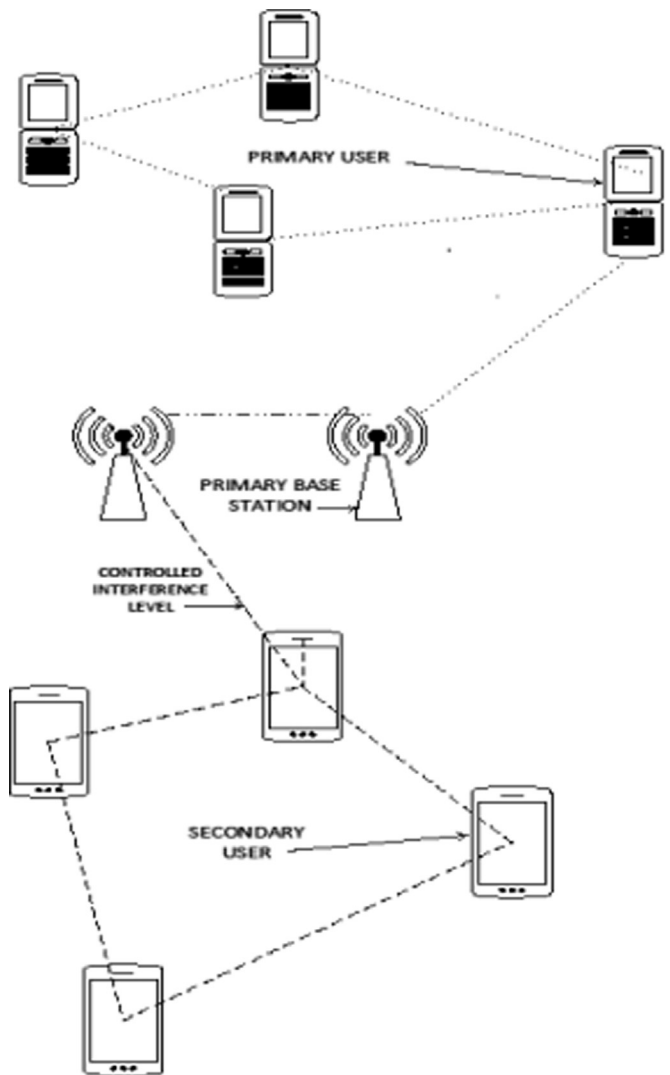 PRIMARY USER
PRIMARY BASE
STATION
CONTROLLED
INTERFERENCE
LEVEL
SECONDARY
USER